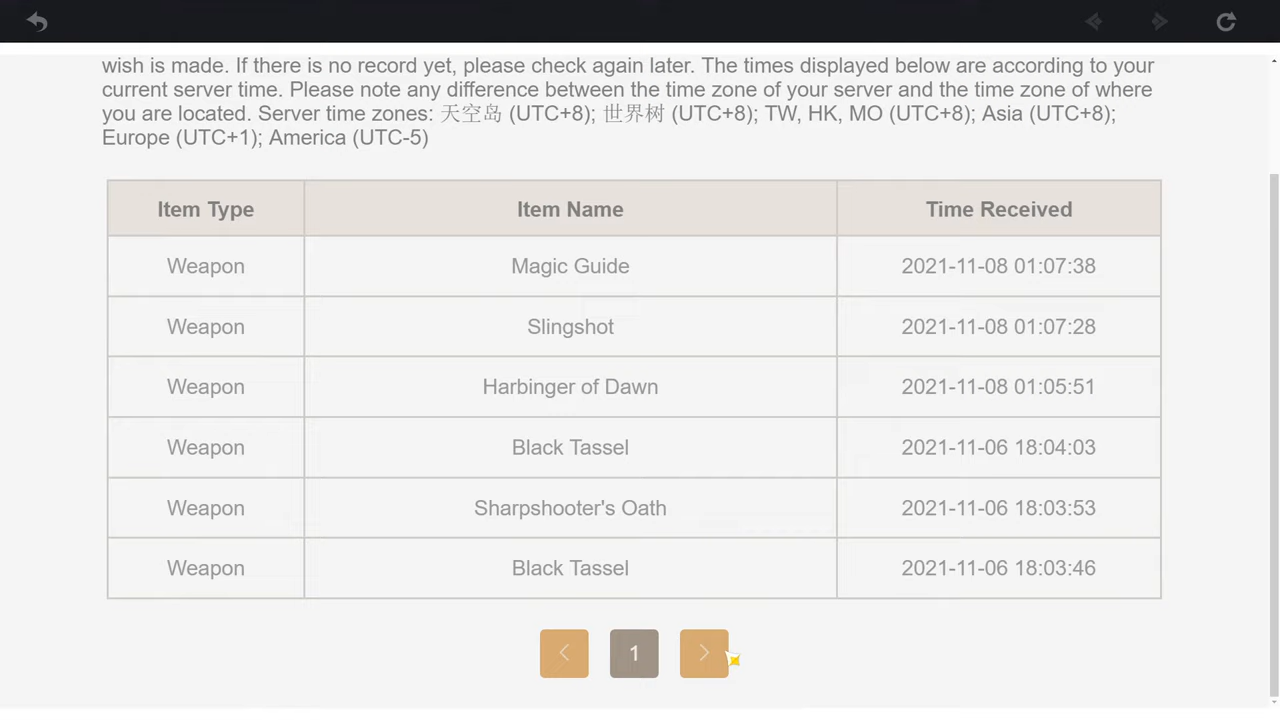 wish is made. If there is no record yet, please check again later. The times displayed below are according to your
current server time. Please note any difference between the time zone of your server and the time zone of where
you are located. Server time zones: 天空岛 (UTC+8); 世界树 (UTC+8); TW, HK, MO (UTC+8); Asia (UTC+8);
Europe (UTC+1); America (UTC-5)
Item Type Item Name Time Received
Weapon Magic Guide 2021-11-08 01:07:38
Weapon Slingshot 2021-11-08 01:07:28
Weapon Harbinger of Dawn 2021-11-08 01:05:51
Weapon Black Tassel 2021-11-06 18:04:03
Weapon Sharpshooter's Oath 2021-11-06 18:03:53
Weapon Black Tassel 2021-11-06 18:03:46
1